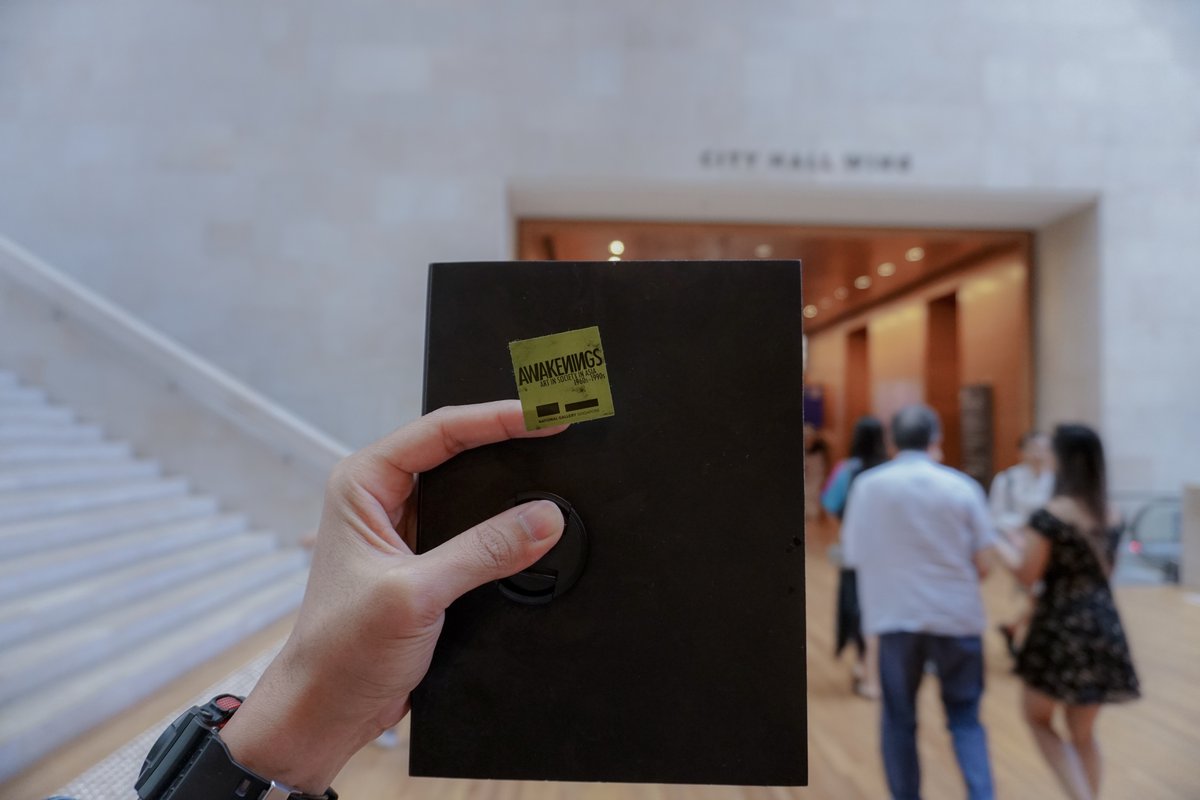 CITY HALL WING
AWAKENINGS
ART IN SOCIETY IN ASIA
1960s–1990s
NATIONAL GALLERY SINGAPORE